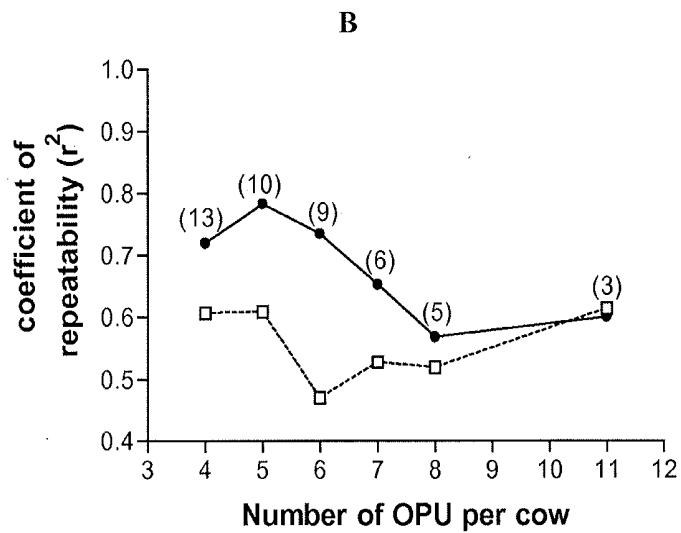 B
coefficient of
repeatability (r²)
1.0
0.9
0.8
0.7
0.6
0.5
0.4
(13)
(10)
(9)
(6)
(5)
(3)
3 4 5 6 7 8 9 10 11 12
Number of OPU per cow